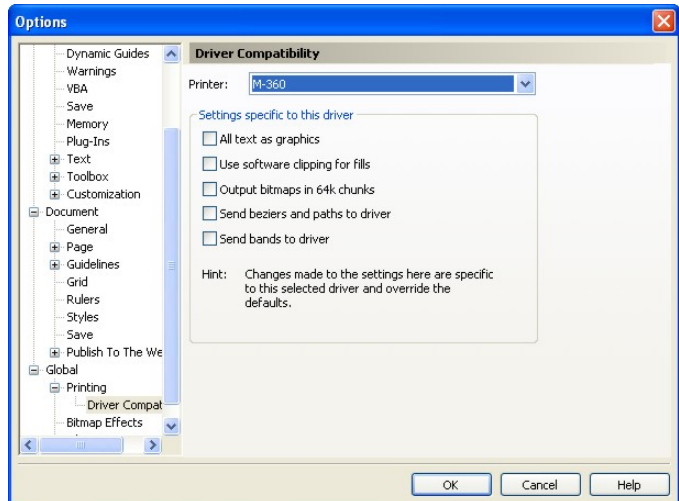 Options
Dynamic Guides
Warnings
VBA
Save
Memory
Plug-Ins
Text
Toolbox
Customization
Document
General
Page
Guidelines
Grid
Rulers
Styles
Save
Publish To The We
Global
Printing
Driver Compat
Bitmap Effects
Driver Compatibility
Printer: M-360
Settings specific to this driver
All text as graphics
Use software clipping for fills
Output bitmaps in 64k chunks
Send beziers and paths to driver
Send bands to driver
Hint: Changes made to the settings here are specific
to this selected driver and override the
defaults.
OK Cancel Help